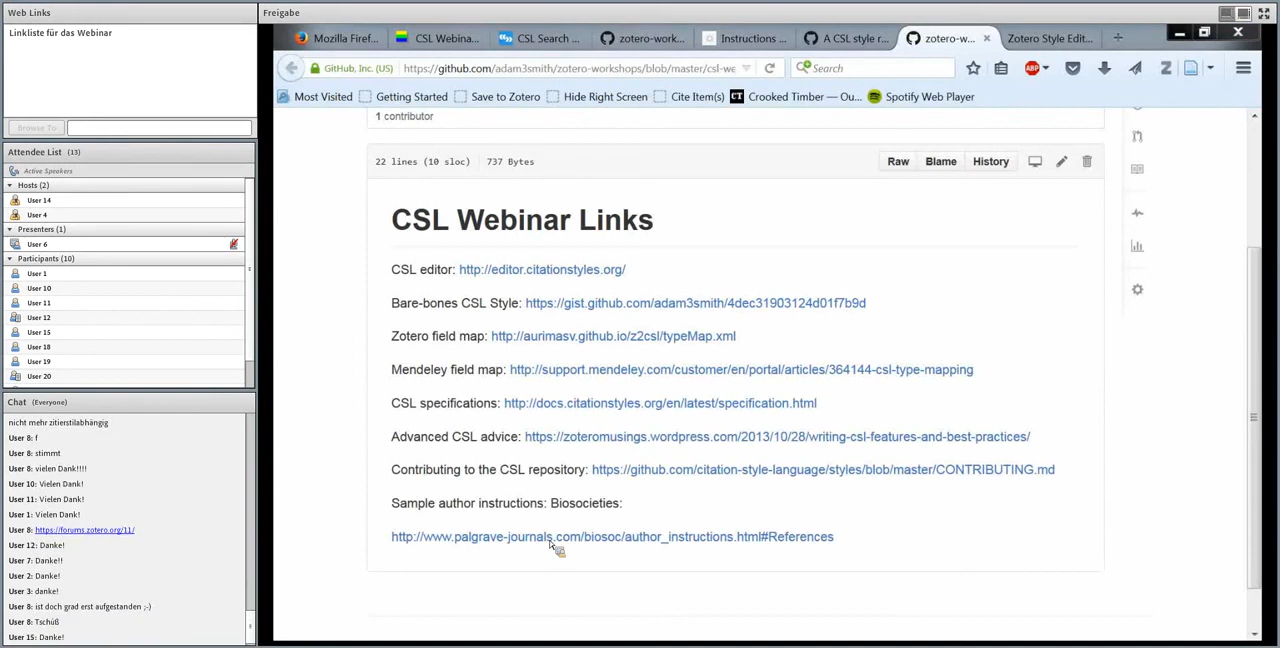 Web Links
Linkliste für das Webinar
Browse To
Attendee List (13)
Active Speakers
Hosts (2)
User 14
User 4
Presenters (1)
User 6
Participants (10)
User 1
User 10
User 11
User 12
User 15
User 18
User 19
User 20
Chat (Everyone)
nicht mehr zitierstilabhängig
User 8: f
User 8: stimmt
User 8: vielen Dank!!!!
User 10: Vielen Dank!
User 11: Vielen Dank!
User 1: Vielen Dank!
User 8: https://forums.zotero.org/11/
User 12: Danke!
User 7: Danke!!
User 2: Danke!
User 3: danke!
User 8: ist doch grad erst aufgestanden ;-)
User 8: Tschüß
User 15: Danke!
Freigabe
Mozilla Firef...
CSL Webina...
CSL Search ...
zotero-work...
Instructions ...
A CSL style r...
zotero-w...
Zotero Style Edit...
GitHub, Inc. (US)
https://github.com/adam3smith/zotero-workshops/blob/master/csl-we
Search
ABP
Z
Most Visited
Getting Started
Save to Zotero
Hide Right Screen
Cite Item(s)
CT Crooked Timber — Ou...
Spotify Web Player
1 contributor
22 lines (10 sloc) 737 Bytes
Raw
Blame
History
CSL Webinar Links
CSL editor: http://editor.citationstyles.org/
Bare-bones CSL Style: https://gist.github.com/adam3smith/4dec31903124d01f7b9d
Zotero field map: http://aurimasv.github.io/z2csl/typeMap.xml
Mendeley field map: http://support.mendeley.com/customer/en/portal/articles/364144-csl-type-mapping
CSL specifications: http://docs.citationstyles.org/en/latest/specification.html
Advanced CSL advice: https://zoteromusings.wordpress.com/2013/10/28/writing-csl-features-and-best-practices/
Contributing to the CSL repository: https://github.com/citation-style-language/styles/blob/master/CONTRIBUTING.md
Sample author instructions: Biosocieties:
http://www.palgrave-journals.com/biosoc/author_instructions.html#References